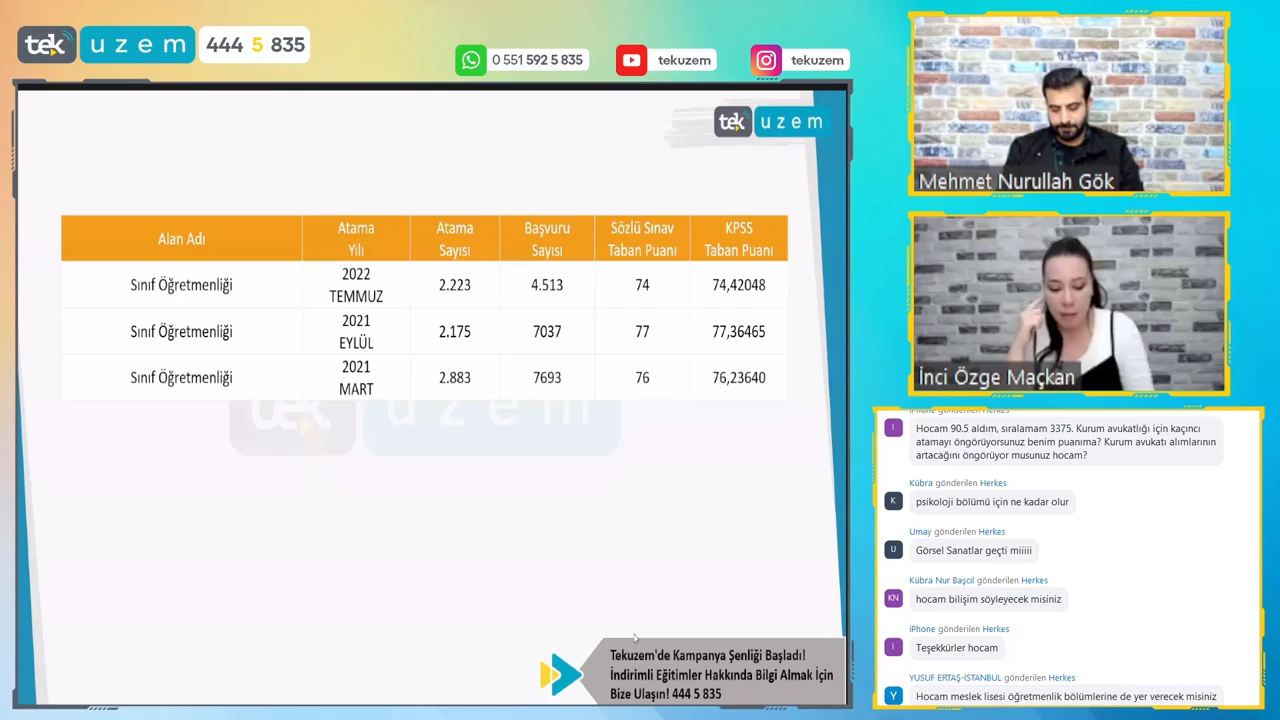 tek uzem 444 5 835
0 551 592 5 835
tekuzem
tekuzem
tek uzem
Alan Adı
Atama Yılı
Atama Sayısı
Başvuru Sayısı
Sözlü Sınav Taban Puanı
KPSS Taban Puanı
Sınıf Öğretmenliği 2022 TEMMUZ 2.223 4.513 74 74,42048
Sınıf Öğretmenliği 2021 EYLÜL 2.175 7037 77 77,36465
Sınıf Öğretmenliği 2021 MART 2.883 7693 76 76,23640
tek uzem
Tekuzem'de Kampanya Şenliği Başladı!
İndirimli Eğitimler Hakkında Bilgi Almak İçin
Bize Ulaşın! 444 5 835
Mehmet Nurullah Gök
İnci Özge Maçkan
iPhone gönderilen Herkes
I
Hocam 90.5 aldım, sıralamam 3375. Kurum avukatlığı için kaçıncı
atamayı öngörüyorsunuz benim puanıma? Kurum avukatı alımlarının
artacağını öngörüyor musunuz hocam?
Kübra gönderilen Herkes
K
psikoloji bölümü için ne kadar olur
Umay gönderilen Herkes
U
Görsel Sanatlar geçti miiiii
Kübra Nur Başcıl gönderilen Herkes
KN
hocam bilişim söyleyecek misiniz
iPhone gönderilen Herkes
I
Teşekkürler hocam
YUSUF ERTAŞ-İSTANBUL gönderilen Herkes
Y
Hocam meslek lisesi öğretmenlik bölümlerine de yer verecek misiniz